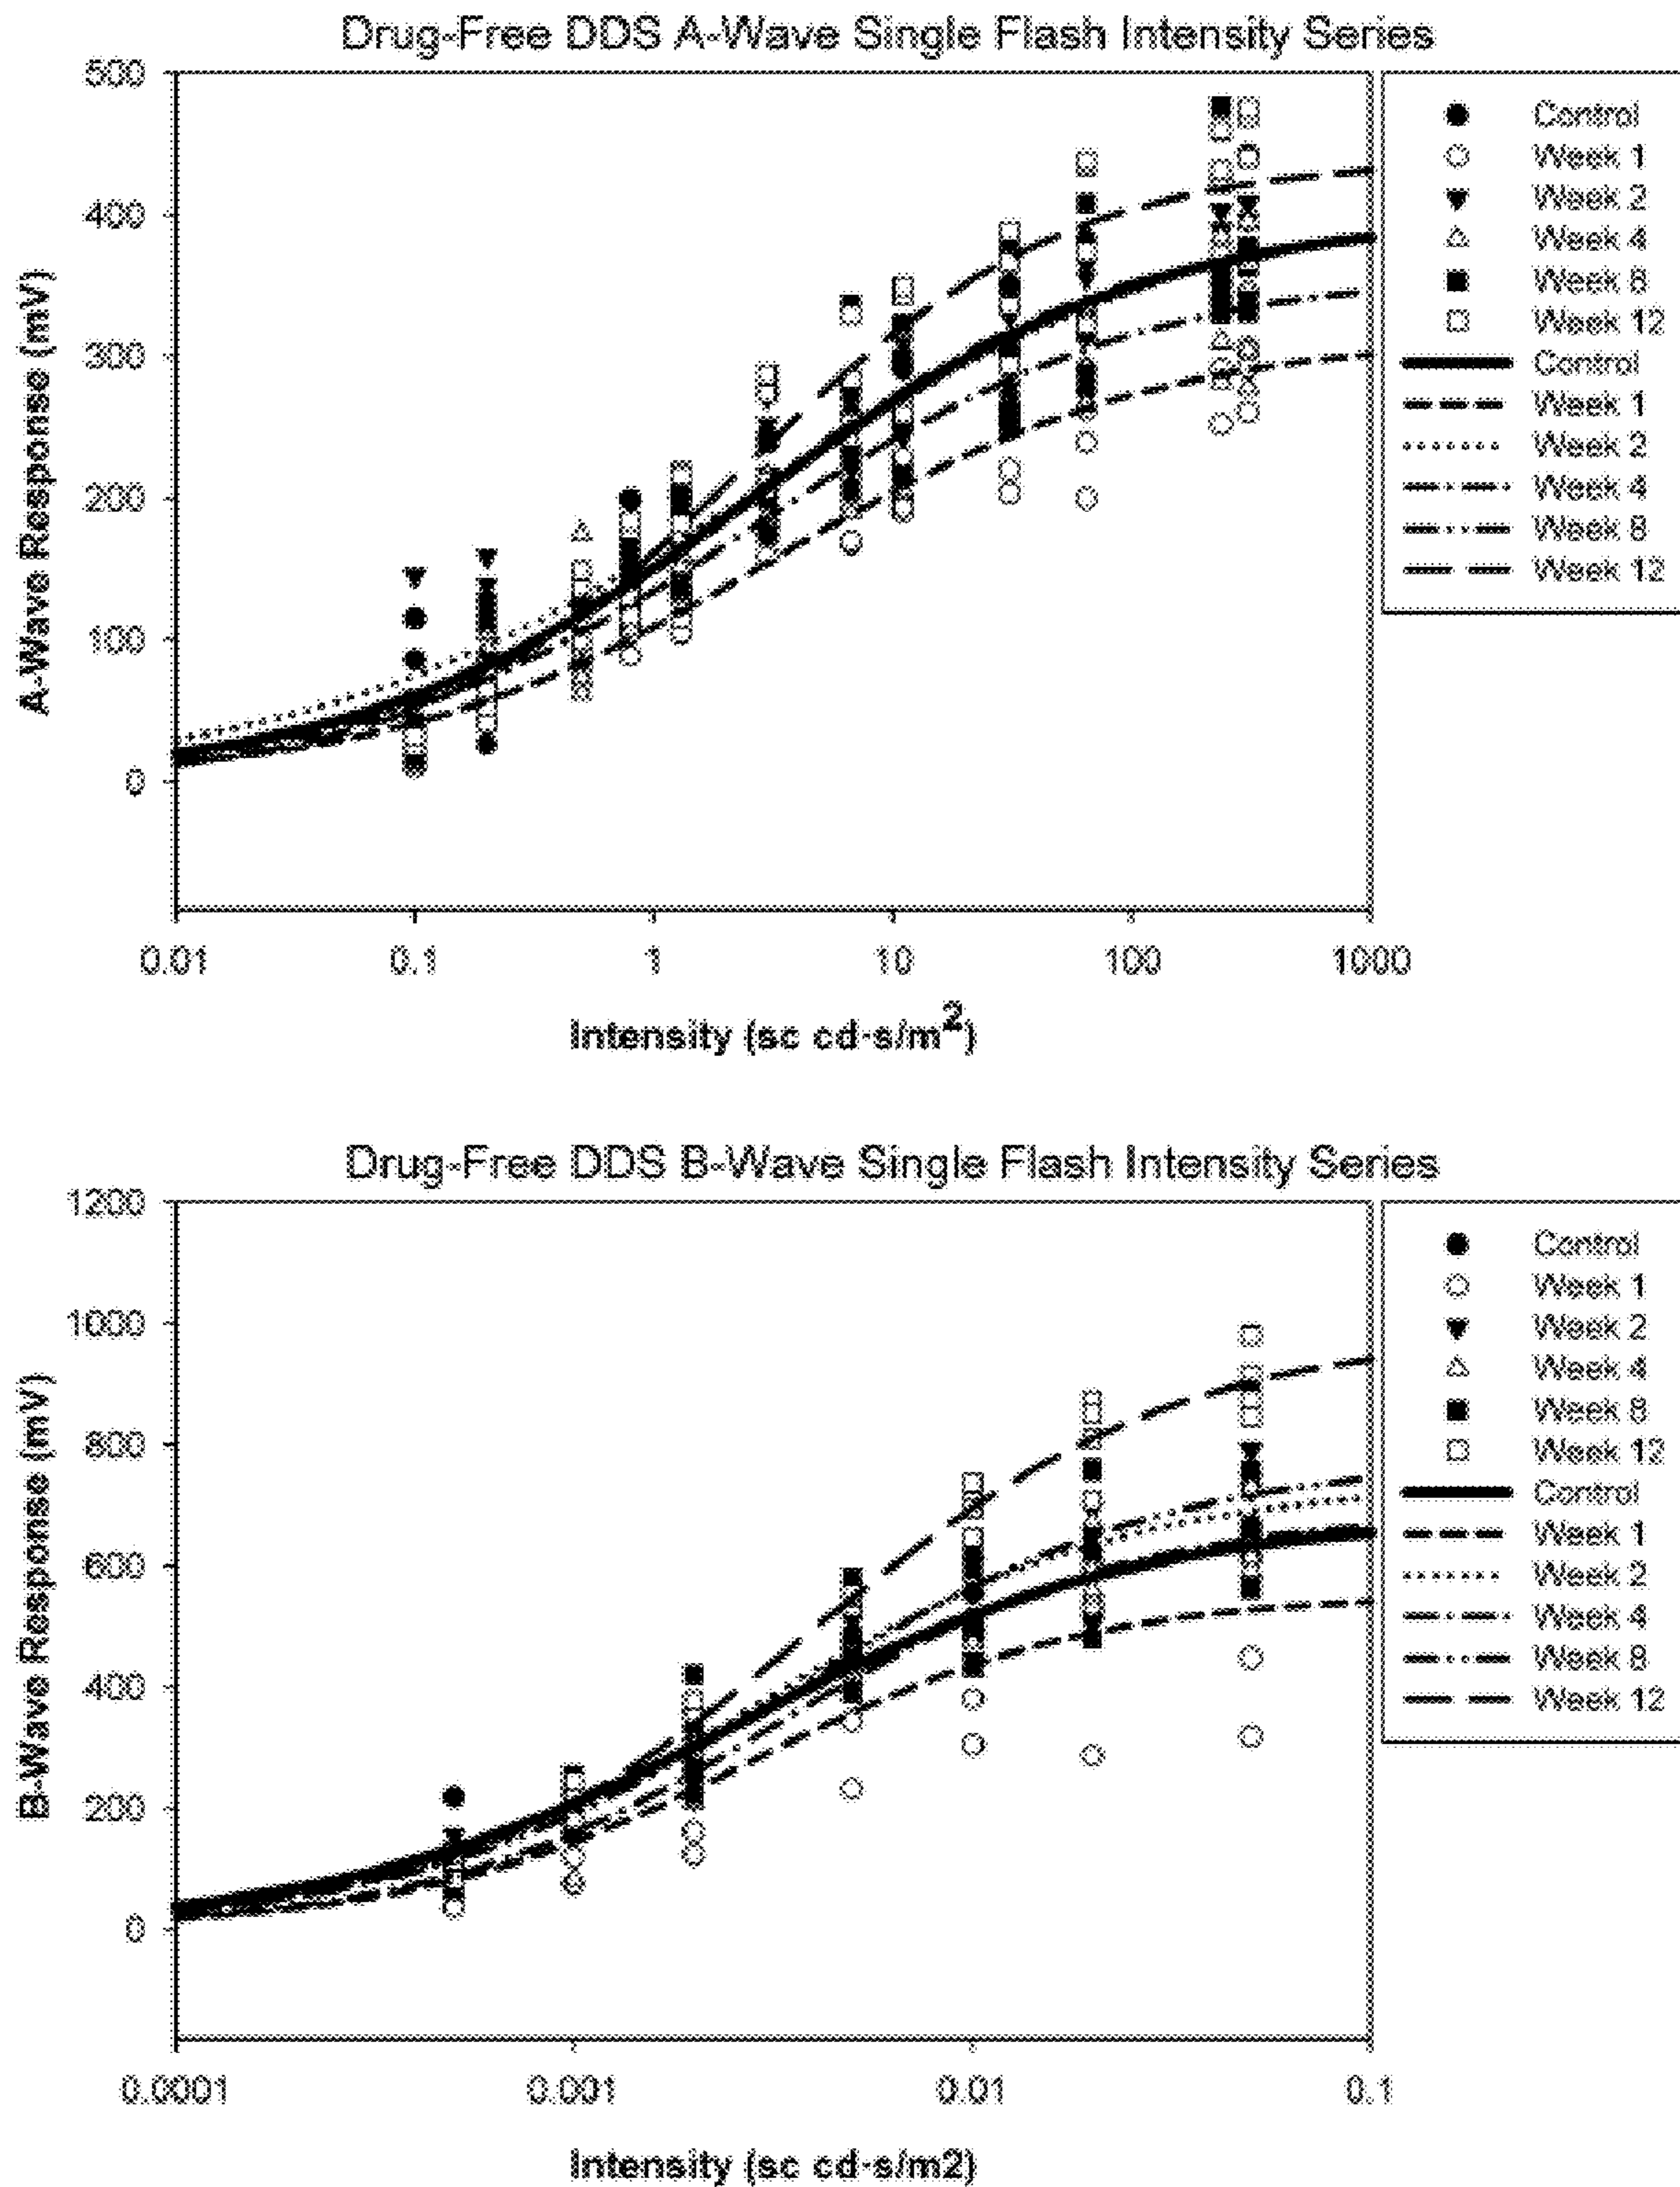 Drug-Free DDS A-Wave Single Flash Intensity Series
500
400
300
200
100
0
A-Wave Response (mV)
0.01
0.1
1
10
100
1000
Intensity (sc cd·s/m²)
Control
Week 1
Week 2
Week 4
Week 8
Week 12
Control
Week 1
Week 2
Week 4
Week 8
Week 12
Drug-Free DDS B-Wave Single Flash Intensity Series
1200
1000
800
600
400
200
0
B-Wave Response (mV)
0.0001
0.001
0.01
0.1
Intensity (sc cd·s/m2)
Control
Week 1
Week 2
Week 4
Week 8
Week 12
Control
Week 1
Week 2
Week 4
Week 8
Week 12